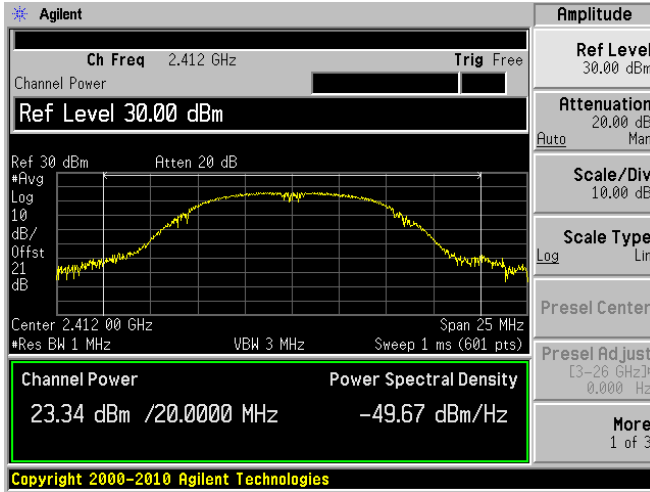 Agilent
Amplitude
Ch Freq 2.412 GHz Trig Free
Channel Power
Ref Level 30.00 dBm
Ref 30 dBm Atten 20 dB
#Avg
Log
10
dB/
Offst
21
dB
Center 2.412 00 GHz Span 25 MHz
#Res BW 1 MHz VBW 3 MHz Sweep 1 ms (601 pts)
Channel Power Power Spectral Density
23.34 dBm /20.0000 MHz -49.67 dBm/Hz
Copyright 2000-2010 Agilent Technologies
Ref Level
30.00 dBm
Attenuation
20.00 dB
Auto Man
Scale/Div
10.00 dB
Scale Type
Log Lin
Presel Center
Presel Adjust
[3-26 GHz]
0.000 Hz
More
1 of 3